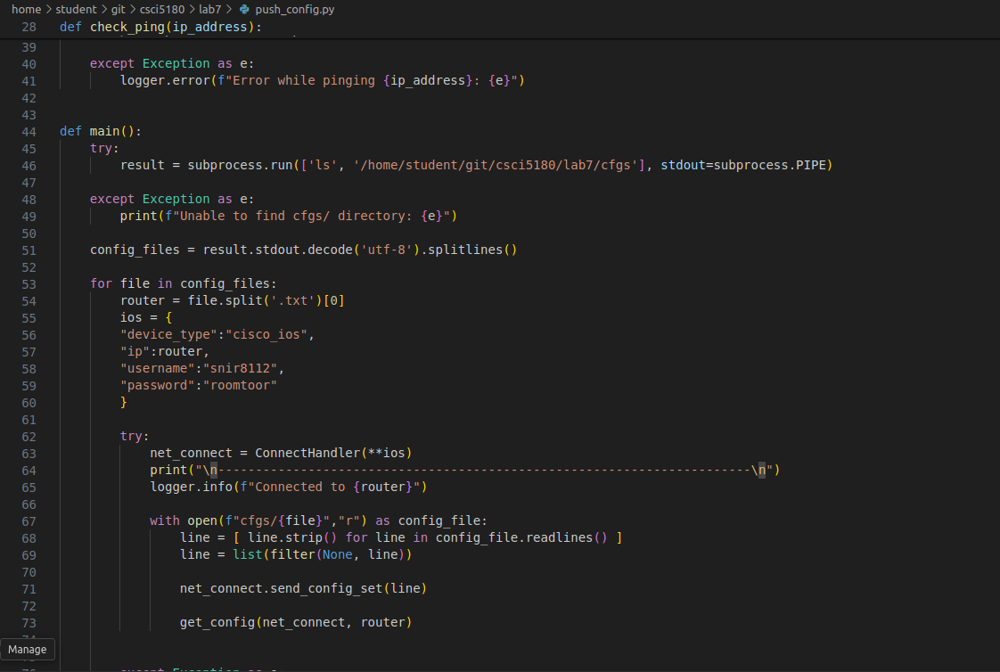 home > student > git > csci5180 > lab7 > push_config.py
28 def check_ping(ip_address):
39
40 except Exception as e:
41 logger.error(f"Error while pinging {ip_address}: {e}")
42
43
44 def main():
45 try:
46 result = subprocess.run(['ls', '/home/student/git/csci5180/lab7/cfgs'], stdout=subprocess.PIPE)
47
48 except Exception as e:
49 print(f"Unable to find cfgs/ directory: {e}")
50
51 config_files = result.stdout.decode('utf-8').splitlines()
52
53 for file in config_files:
54 router = file.split('.txt')[0]
55 ios = {
56 "device_type":"cisco_ios",
57 "ip":router,
58 "username":"snir8112",
59 "password":"roomtoor"
60 }
61
62 try:
63 net_connect = ConnectHandler(**ios)
64 print("\n-----------------------------------------------------------------------\n")
65 logger.info(f"Connected to {router}")
66
67 with open(f"cfgs/{file}","r") as config_file:
68 line = [ line.strip() for line in config_file.readlines() ]
69 line = list(filter(None, line))
70
71 net_connect.send_config_set(line)
72
73 get_config(net_connect, router)
74
Manage
76 except Exception as e: